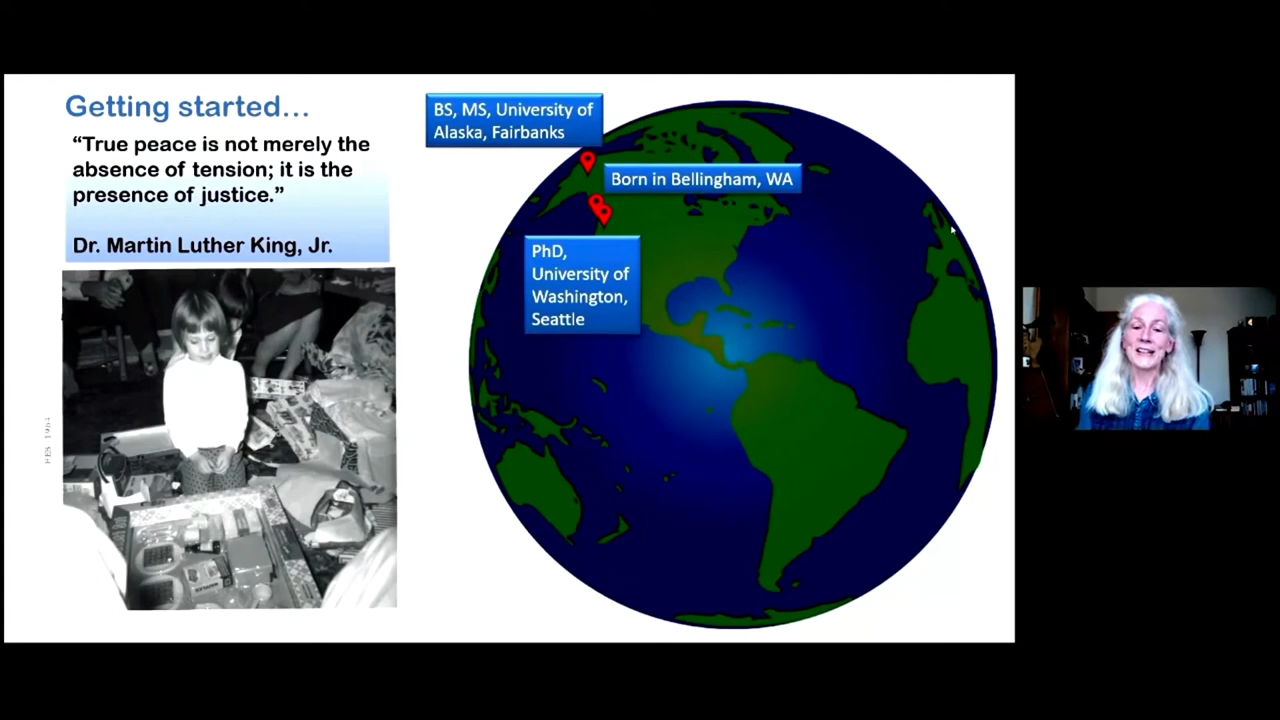 Getting started...
“True peace is not merely the
absence of tension; it is the
presence of justice.”
Dr. Martin Luther King, Jr.
BS, MS, University of
Alaska, Fairbanks
Born in Bellingham, WA
PhD,
University of
Washington,
Seattle